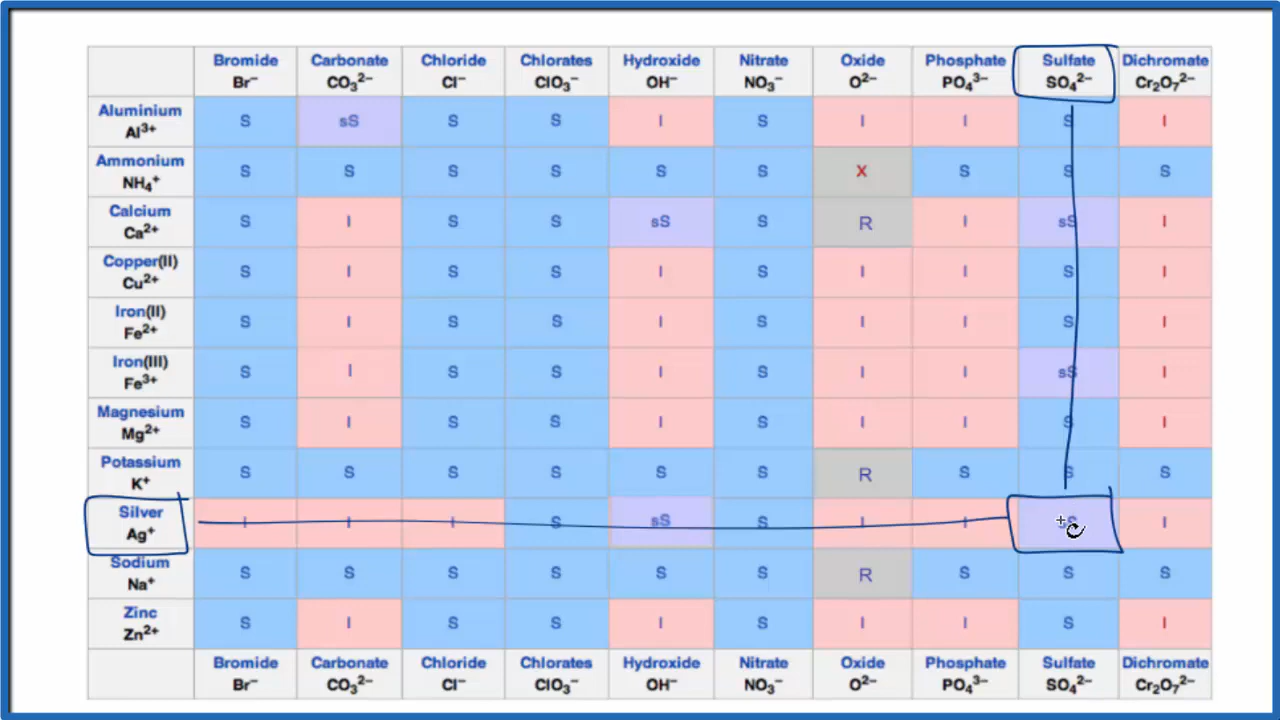 Bromide Carbonate Chloride Chlorates Hydroxide Nitrate Oxide Phosphate Sulfate Dichromate
Br⁻ CO₃²⁻ Cl⁻ ClO₃⁻ OH⁻ NO₃⁻ O²⁻ PO₄³⁻ SO₄²⁻ Cr₂O₇²⁻
Aluminium
Al³⁺ S sS S S I S I I S I
Ammonium
NH₄⁺ S S S S S S X S S S
Calcium
Ca²⁺ S I S S sS S R I sS I
Copper(II)
Cu²⁺ S I S S I S I I S I
Iron(II)
Fe²⁺ S I S S I S I I S I
Iron(III)
Fe³⁺ S I S S I S I I sS I
Magnesium
Mg²⁺ S I S S I S I I S I
Potassium
K⁺ S S S S S S R S S S
Silver
Ag⁺ I I I S sS S I I sS I
Sodium
Na⁺ S S S S S S R S S S
Zinc
Zn²⁺ S I S S I S I I S I
Bromide Carbonate Chloride Chlorates Hydroxide Nitrate Oxide Phosphate Sulfate Dichromate
Br⁻ CO₃²⁻ Cl⁻ ClO₃⁻ OH⁻ NO₃⁻ O²⁻ PO₄³⁻ SO₄²⁻ Cr₂O₇²⁻